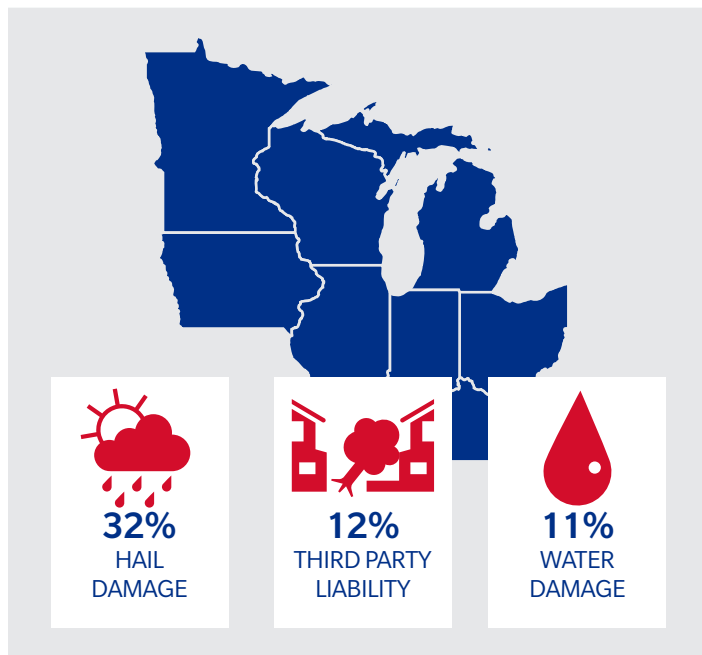 32%
HAIL
DAMAGE
12%
THIRD PARTY
LIABILITY
11%
WATER
DAMAGE